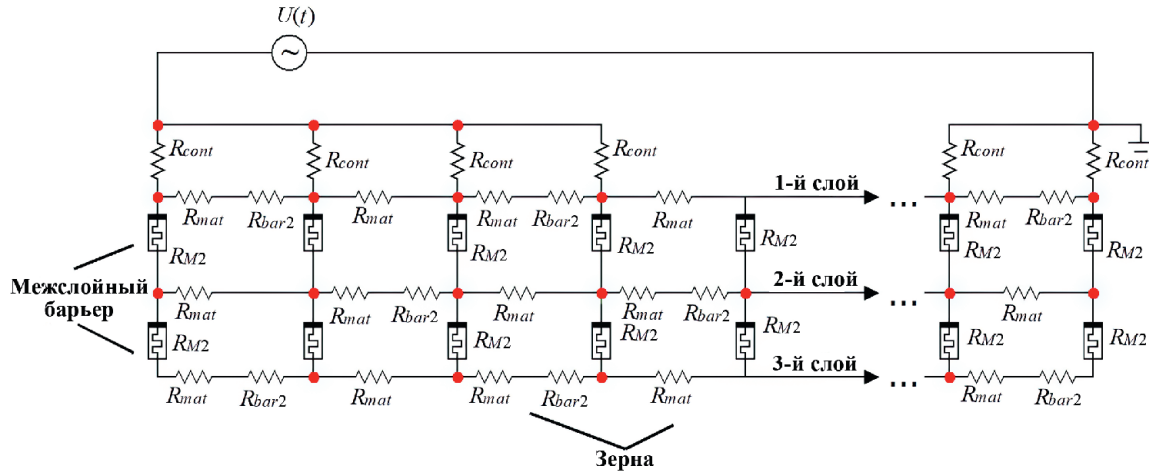 U(t)
~
Rcont
Rcont
Rcont
Rcont
Rcont
Rcont
Rmat
Rbar2
Rmat
Rmat
Rbar2
Rmat
1-й слой
...
Rmat
Rbar2
RM2
RM2
RM2
RM2
RM2
RM2
Межслойный
барьер
Rmat
Rmat
Rbar2
Rmat
Rmat
Rbar2
2-й слой
...
Rmat
RM2
RM2
RM2
RM2
RM2
RM2
Rmat
Rbar2
Rmat
Rmat
Rbar2
Rmat
3-й слой
...
Rmat
Rbar2
Зерна